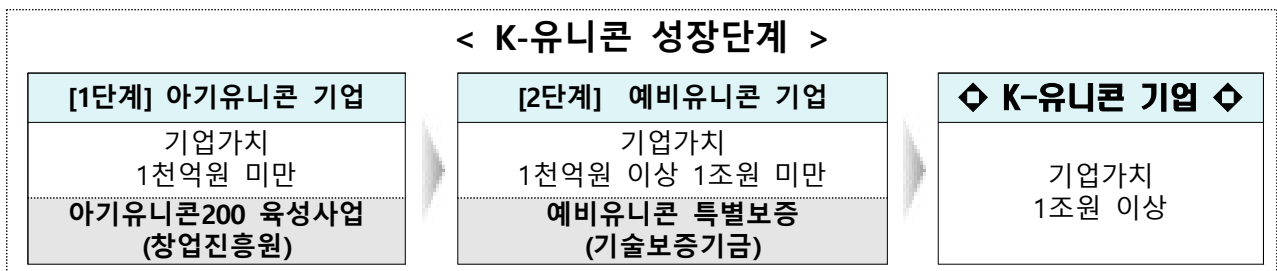 < K-유니콘 성장단계 >
[1단계] 아기유니콘 기업
기업가치
1천억원 미만
아기유니콘200 육성사업
(창업진흥원)
[2단계] 예비유니콘 기업
기업가치
1천억원 이상 1조원 미만
예비유니콘 특별보증
(기술보증기금)
◇ K-유니콘 기업 ◇
기업가치
1조원 이상